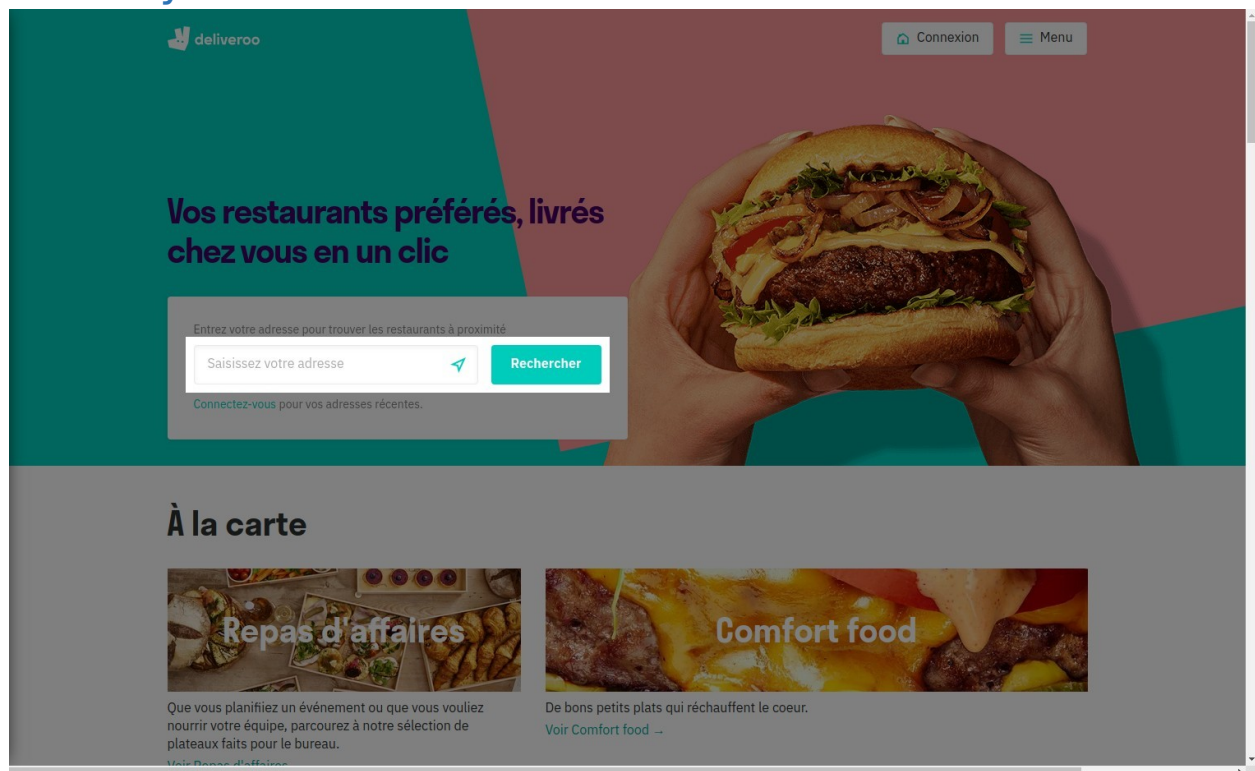 deliveroo
Connexion
Menu
Vos restaurants préférés, livrés
chez vous en un clic
Entrez votre adresse pour trouver les restaurants à proximité
Saisissez votre adresse
Rechercher
Connectez-vous pour vos adresses récentes.
À la carte
Repas d'affaires
Comfort food
Que vous planifiiez un événement ou que vous vouliez
nourrir votre équipe, parcourez à notre sélection de
plateaux faits pour le bureau.
Voir Repas d'affaires
De bons petits plats qui réchauffent le coeur.
Voir Comfort food →